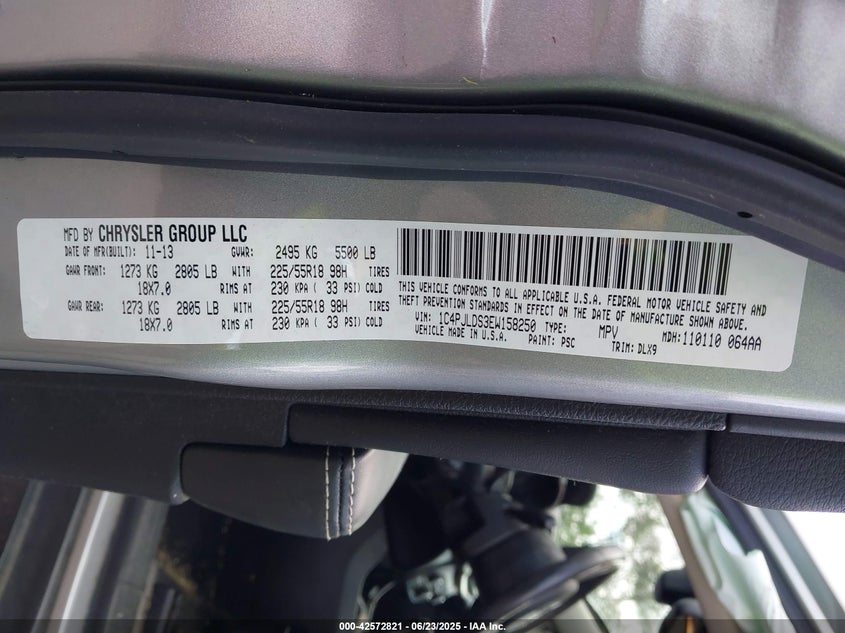 MFD BY CHRYSLER GROUP LLC
DATE OF MFR(BUILT): 11-13 GVWR: 2495 KG 5500 LB
GAWR FRONT: 1273 KG 2805 LB WITH 225/55R18 98H TIRES
18X7.0 RIMS AT 230 KPA ( 33 PSI) COLD
GAWR REAR: 1273 KG 2805 LB WITH 225/55R18 98H TIRES
18X7.0 RIMS AT 230 KPA ( 33 PSI) COLD
THIS VEHICLE CONFORMS TO ALL APPLICABLE U.S.A. FEDERAL MOTOR VEHICLE SAFETY AND
THEFT PREVENTION STANDARDS IN EFFECT ON THE DATE OF MANUFACTURE SHOWN ABOVE.
VIN: 1C4PJLDS3EW158250 TYPE: MPV MDH: 110110 064AA
VEHICLE MADE IN U.S.A. PAINT: PSC TRIM: DLX9
000-42572821 - 06/23/2025 - IAA Inc.